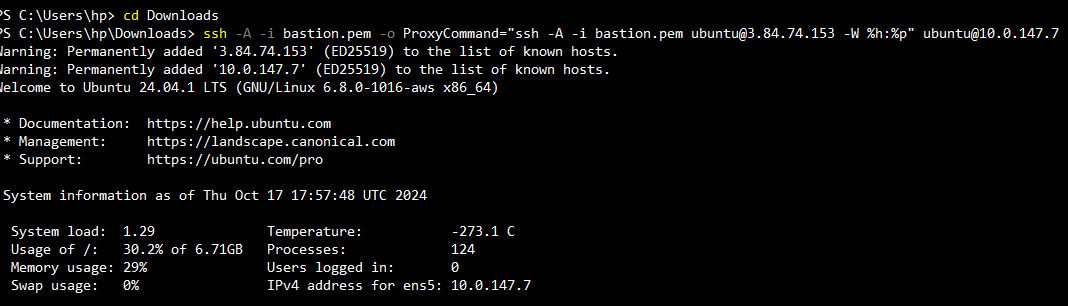 PS C:\Users\hp> cd Downloads
PS C:\Users\hp\Downloads> ssh -A -i bastion.pem -o ProxyCommand="ssh -A -i bastion.pem ubuntu@3.84.74.153 -W %h:%p" ubuntu@10.0.147.7
Warning: Permanently added '3.84.74.153' (ED25519) to the list of known hosts.
Warning: Permanently added '10.0.147.7' (ED25519) to the list of known hosts.
Welcome to Ubuntu 24.04.1 LTS (GNU/Linux 6.8.0-1016-aws x86_64)

 * Documentation:  https://help.ubuntu.com
 * Management:     https://landscape.canonical.com
 * Support:        https://ubuntu.com/pro

 System information as of Thu Oct 17 17:57:48 UTC 2024

  System load:  1.29              Temperature:           -273.1 C
  Usage of /:   30.2% of 6.71GB   Processes:             124
  Memory usage: 29%               Users logged in:       0
  Swap usage:   0%                IPv4 address for ens5: 10.0.147.7